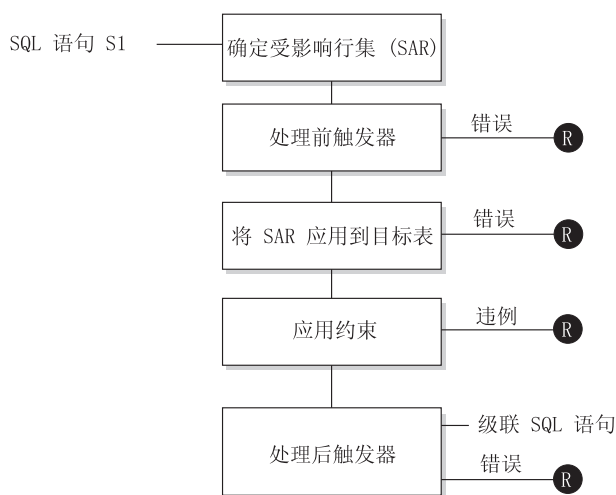 SQL 语句 S1
确定受影响行集 (SAR)
处理前触发器
错误
R
将 SAR 应用到目标表
错误
R
应用约束
违例
R
处理后触发器
级联 SQL 语句
错误
R